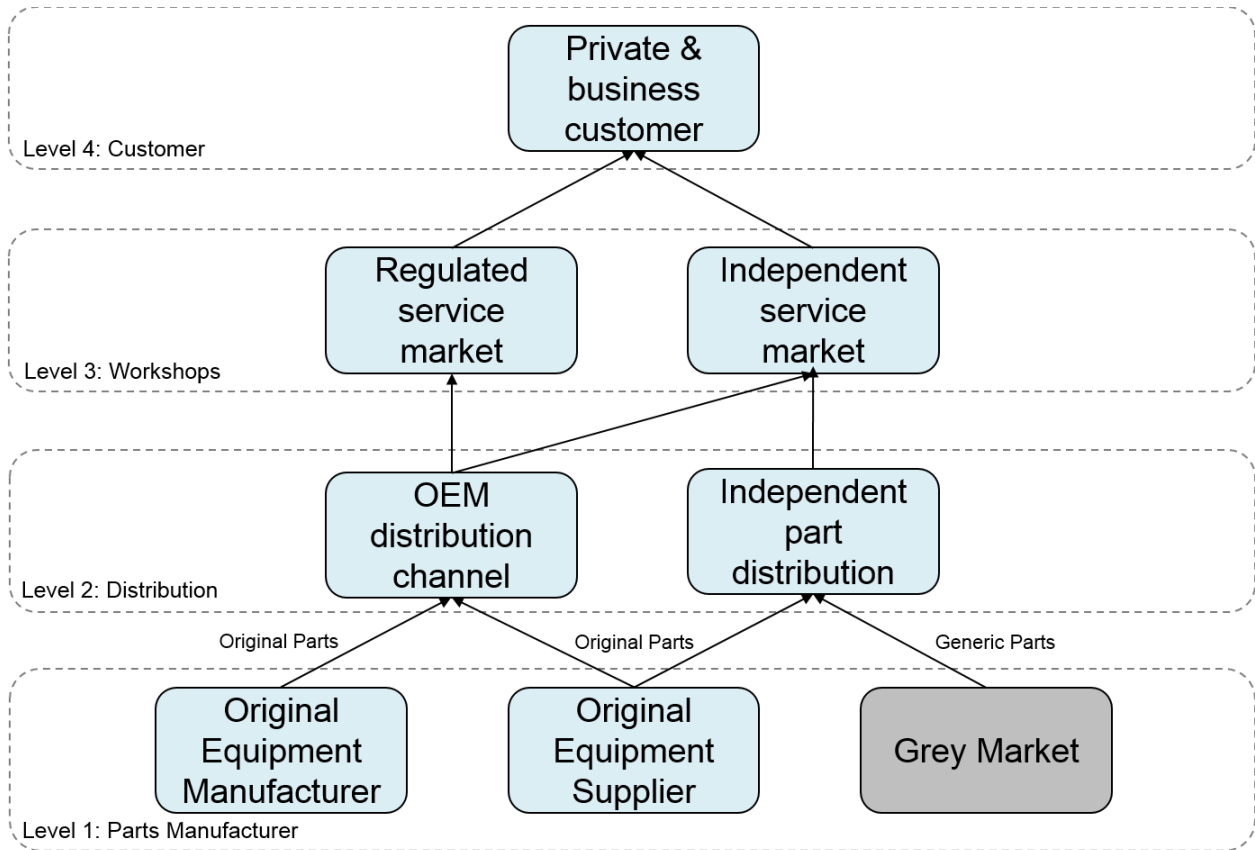 Private &
business
customer
Level 4: Customer
Regulated
service
market
Independent
service
market
Level 3: Workshops
OEM
distribution
channel
Independent
part
distribution
Level 2: Distribution
Original Parts
Original Parts
Generic Parts
Original
Equipment
Manufacturer
Original
Equipment
Supplier
Grey Market
Level 1: Parts Manufacturer